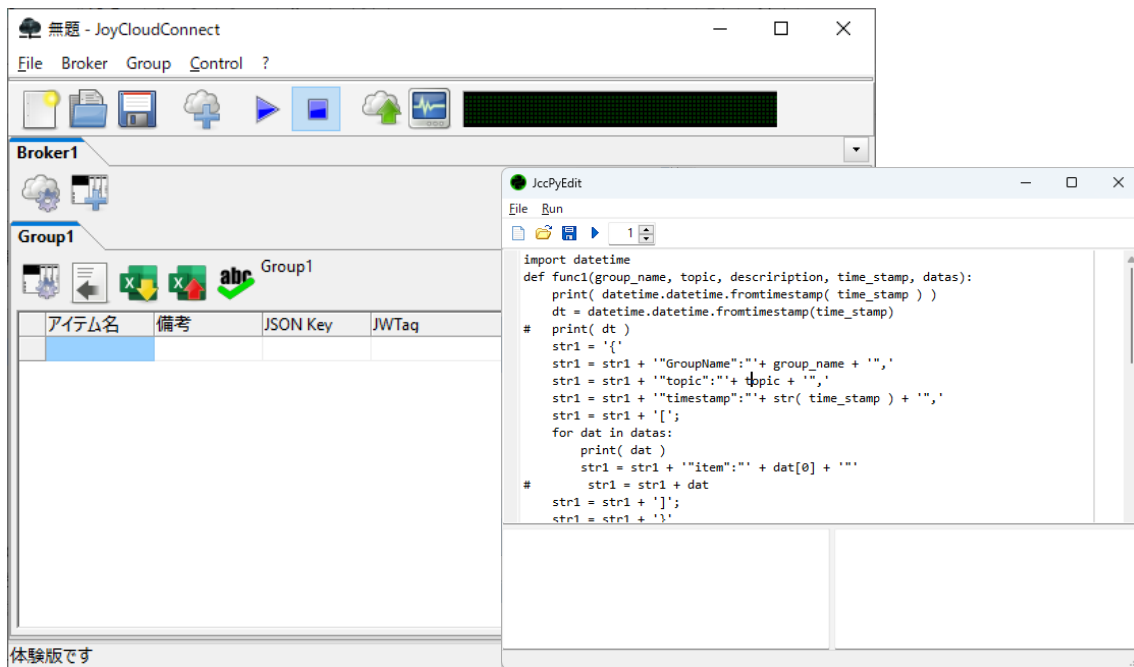 無題 - JoyCloudConnect
File Broker Group Control ?
Broker1
Group1
abc Group1
アイテム名 備考 JSON Key JWTag
体験版です
JccPyEdit
File Run
1
import datetime
def func1(group_name, topic, descriription, time_stamp, datas):
    print( datetime.datetime.fromtimestamp( time_stamp ) )
    dt = datetime.datetime.fromtimestamp(time_stamp)
#   print( dt )
    str1 = '{'
    str1 = str1 + '"GroupName":"'+ group_name + '",'
    str1 = str1 + '"topic":"'+ topic + '",'
    str1 = str1 + '"timestamp":"'+ str( time_stamp ) + '",'
    str1 = str1 + '[';
    for dat in datas:
        print( dat )
        str1 = str1 + '"item":"' + dat[0] + '"'
#        str1 = str1 + dat
    str1 = str1 + ']';
    str1 = str1 + '}'